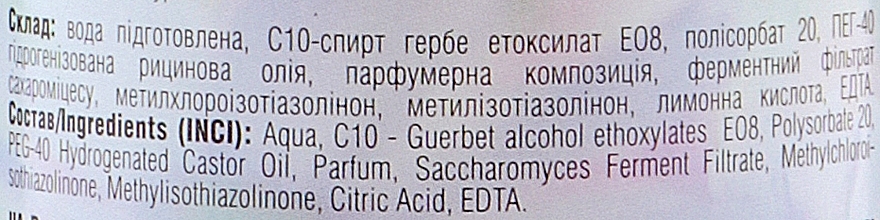 Склад: вода підготовлена, С10-спирт гербе етоксилат ЕО8, полісорбат 20, ПЕГ-40
гідрогенізована рицинова олія, парфумерна композиція, ферментний фільтрат
сахароміцесу, метилхлороізотіазолінон, метилізотіазолінон, лимонна кислота, ЕДТА.
Состав/Ingredients (INCI): Aqua, C10 - Guerbet alcohol ethoxylates EO8, Polysorbate 20,
PEG-40 Hydrogenated Castor Oil, Parfum, Saccharomyces Ferment Filtrate, Methylchloroi-
sothiazolinone, Methylisothiazolinone, Citric Acid, EDTA.